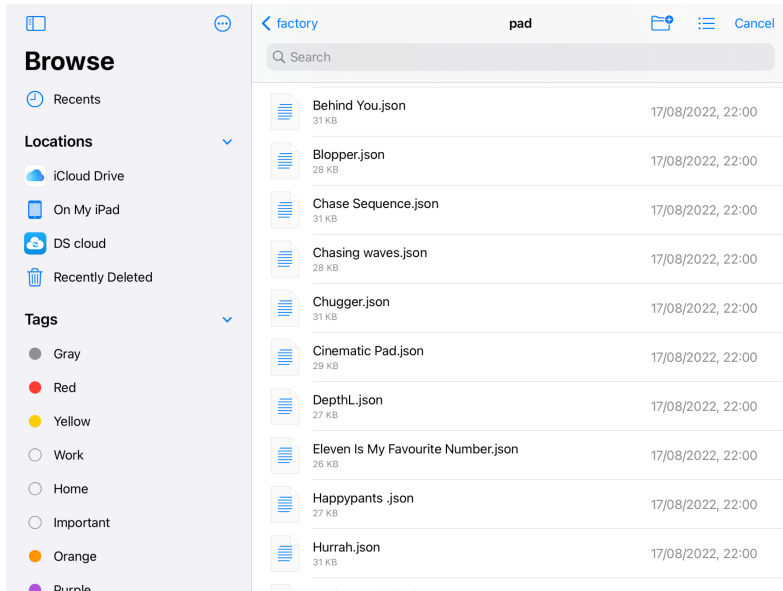 Browse
Recents
Locations
iCloud Drive
On My iPad
DS cloud
Recently Deleted
Tags
Gray
Red
Yellow
Work
Home
Important
Orange
Purple
factory
pad
Cancel
Search
Behind You.json
31 KB
17/08/2022, 22:00
Blopper.json
28 KB
17/08/2022, 22:00
Chase Sequence.json
31 KB
17/08/2022, 22:00
Chasing waves.json
28 KB
17/08/2022, 22:00
Chugger.json
31 KB
17/08/2022, 22:00
Cinematic Pad.json
29 KB
17/08/2022, 22:00
DepthL.json
27 KB
17/08/2022, 22:00
Eleven Is My Favourite Number.json
26 KB
17/08/2022, 22:00
Happypants .json
27 KB
17/08/2022, 22:00
Hurrah.json
31 KB
17/08/2022, 22:00